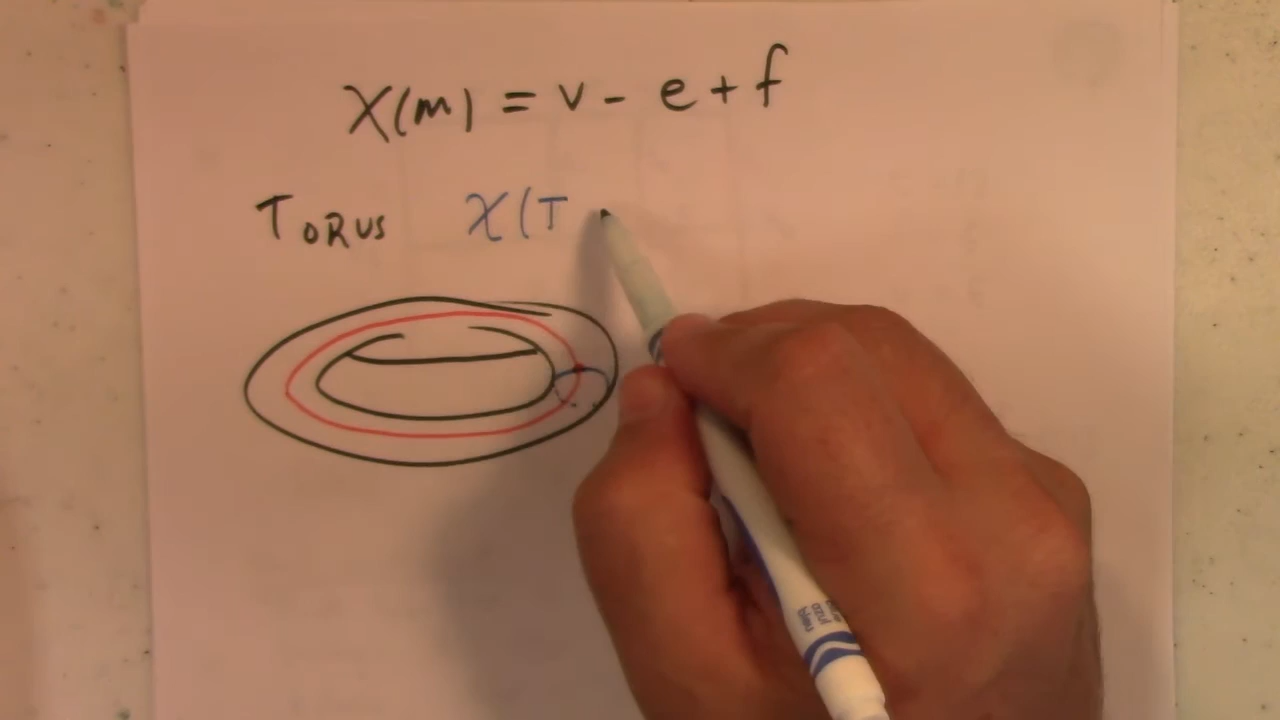 χ(m) = v - e + f
TORUS χ(T